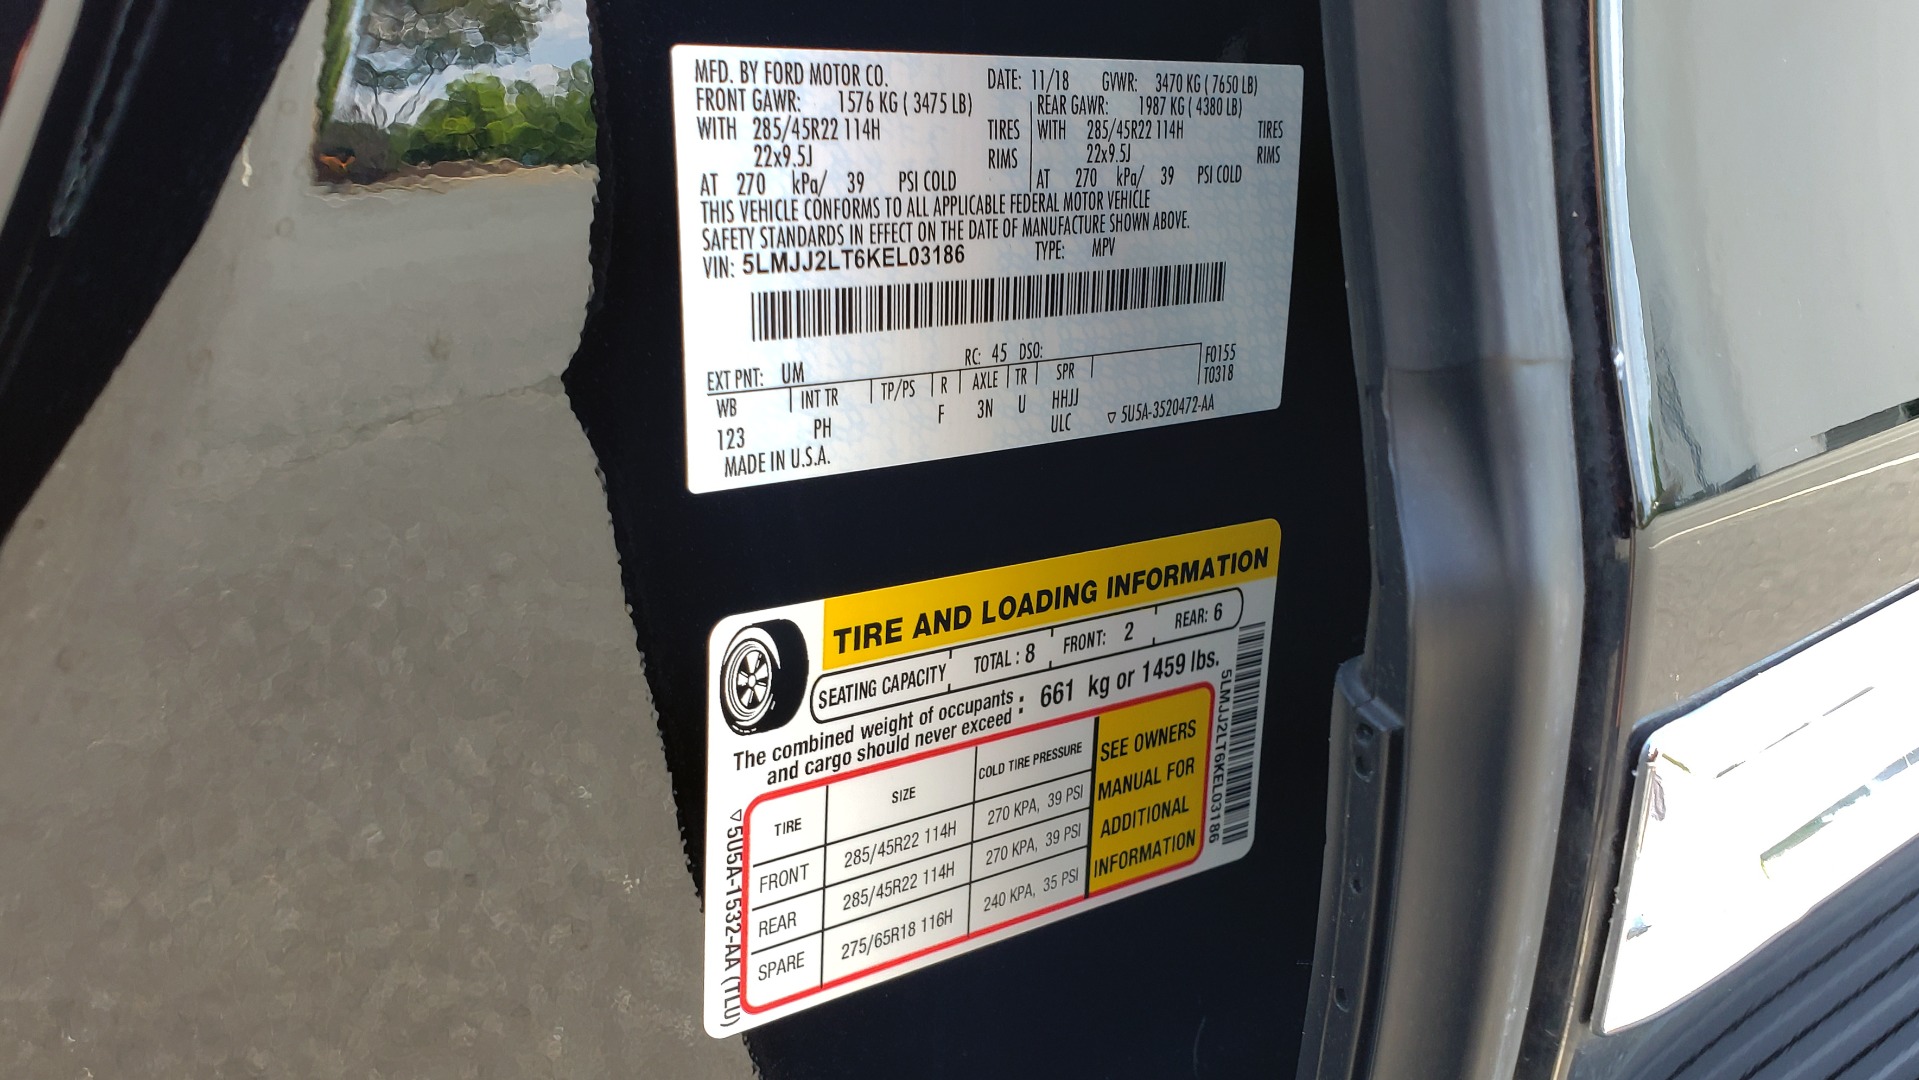 MFD. BY FORD MOTOR CO. DATE: 11/18 GVWR: 3470 KG ( 7650 LB)
FRONT GAWR: 1576 KG ( 3475 LB) REAR GAWR: 1987 KG ( 4380 LB)
WITH 285/45R22 114H TIRES WITH 285/45R22 114H TIRES
22x9.5J RIMS 22x9.5J RIMS
AT 270 kPa/ 39 PSI COLD AT 270 kPa/ 39 PSI COLD
THIS VEHICLE CONFORMS TO ALL APPLICABLE FEDERAL MOTOR VEHICLE
SAFETY STANDARDS IN EFFECT ON THE DATE OF MANUFACTURE SHOWN ABOVE.
VIN: 5LMJJ2LT6KEL03186 TYPE: MPV
EXT PNT: UM RC: 45 DSO: F0155
WB INT TR TP/PS R AXLE TR SPR T0318
123 PH F 3N U HHJJ
ULC ▽ 5U5A-3520472-AA
MADE IN U.S.A.
TIRE AND LOADING INFORMATION
SEATING CAPACITY TOTAL : 8 FRONT: 2 REAR: 6
The combined weight of occupants
and cargo should never exceed : 661 kg or 1459 lbs.
TIRE SIZE COLD TIRE PRESSURE
FRONT 285/45R22 114H 270 KPA, 39 PSI
REAR 285/45R22 114H 270 KPA, 39 PSI
SPARE 275/65R18 116H 240 KPA, 35 PSI
SEE OWNERS
MANUAL FOR
ADDITIONAL
INFORMATION
5LMJJ2LT6KEL03186
▽5U5A-1532-AA (TLU)